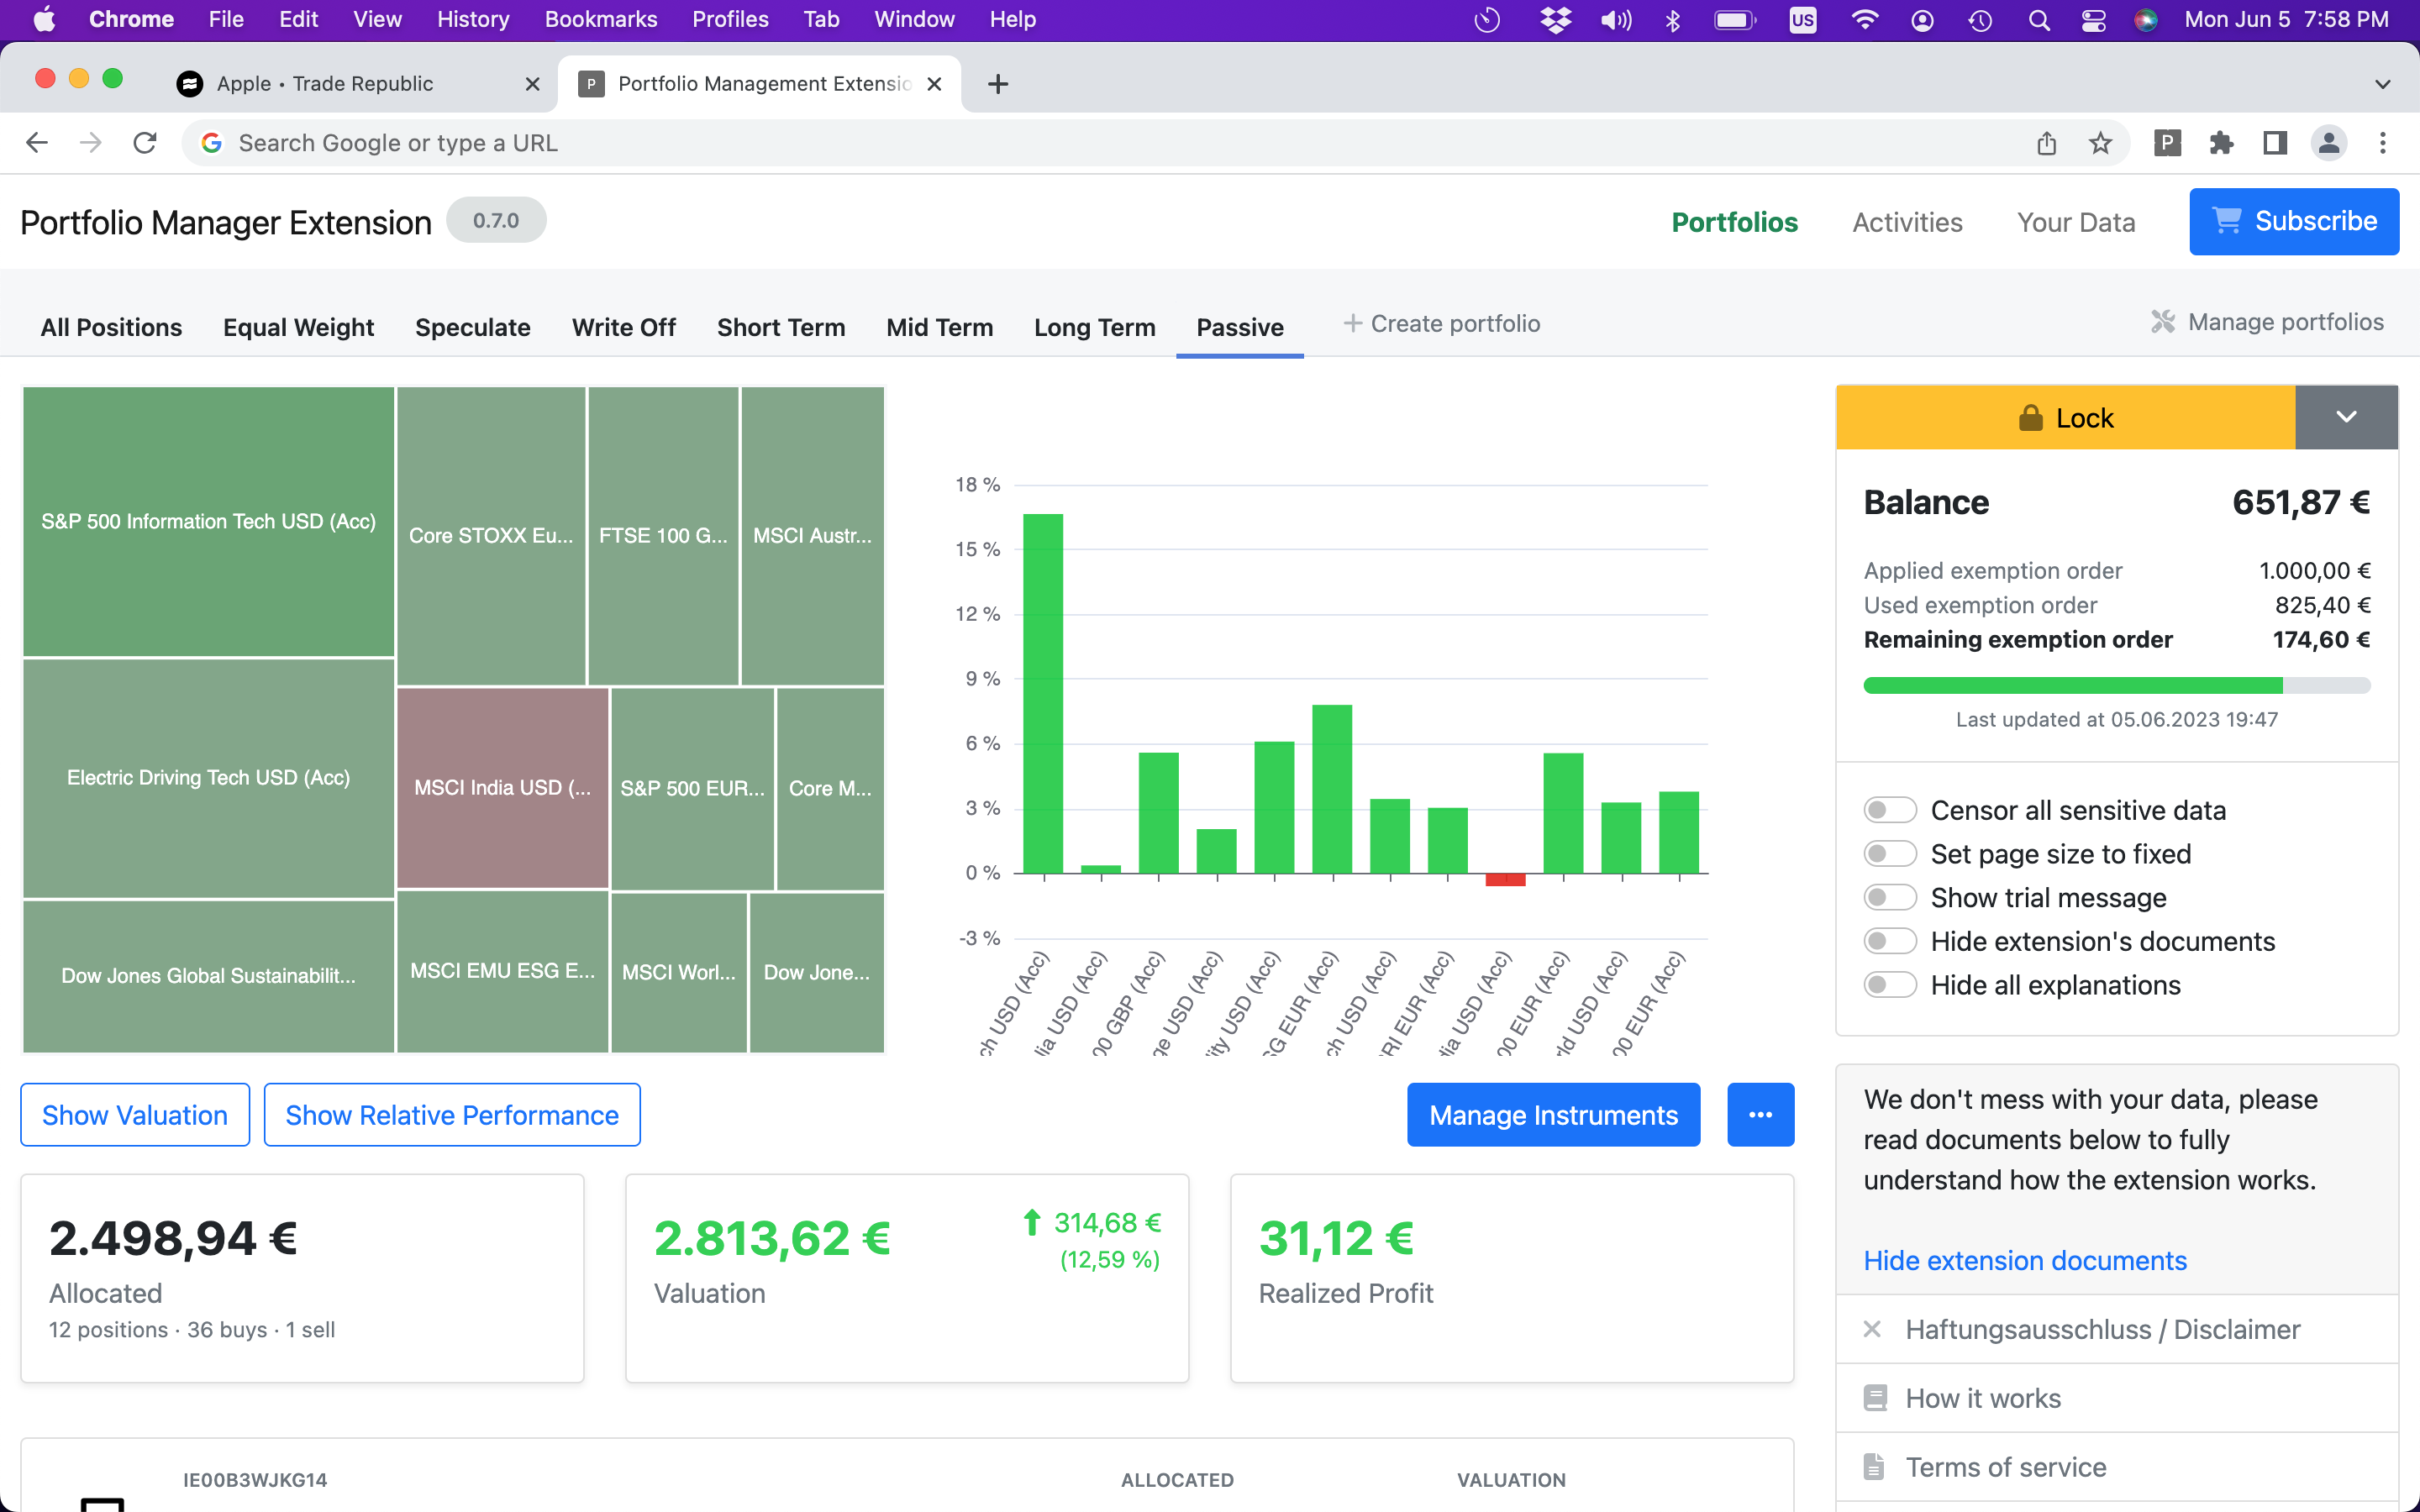 Chrome File Edit View History Bookmarks Profiles Tab Window Help US Mon Jun 5 7:58 PM
Apple • Trade Republic
P Portfolio Management Extensio
Search Google or type a URL
P
Portfolio Manager Extension 0.7.0
Portfolios Activities Your Data Subscribe
All Positions Equal Weight Speculate Write Off Short Term Mid Term Long Term Passive + Create portfolio Manage portfolios
S&P 500 Information Tech USD (Acc)
Core STOXX Eu...
FTSE 100 G...
MSCI Austr...
Electric Driving Tech USD (Acc)
MSCI India USD (...
S&P 500 EUR...
Core M...
Dow Jones Global Sustainabilit...
MSCI EMU ESG E...
MSCI Worl...
Dow Jone...
18 %
15 %
12 %
9 %
6 %
3 %
0 %
-3 %
ch USD (Acc)
lia USD (Acc)
00 GBP (Acc)
ge USD (Acc)
lity USD (Acc)
SG EUR (Acc)
ch USD (Acc)
RI EUR (Acc)
dia USD (Acc)
00 EUR (Acc)
rld USD (Acc)
00 EUR (Acc)
Show Valuation
Show Relative Performance
Manage Instruments
...
2.498,94 €
Allocated
12 positions · 36 buys · 1 sell
2.813,62 €
Valuation
314,68 €
(12,59 %)
31,12 €
Realized Profit
IE00B3WJKG14 ALLOCATED VALUATION
Lock
Balance 651,87 €
Applied exemption order 1.000,00 €
Used exemption order 825,40 €
Remaining exemption order 174,60 €
Last updated at 05.06.2023 19:47
Censor all sensitive data
Set page size to fixed
Show trial message
Hide extension's documents
Hide all explanations
We don't mess with your data, please
read documents below to fully
understand how the extension works.
Hide extension documents
Haftungsausschluss / Disclaimer
How it works
Terms of service